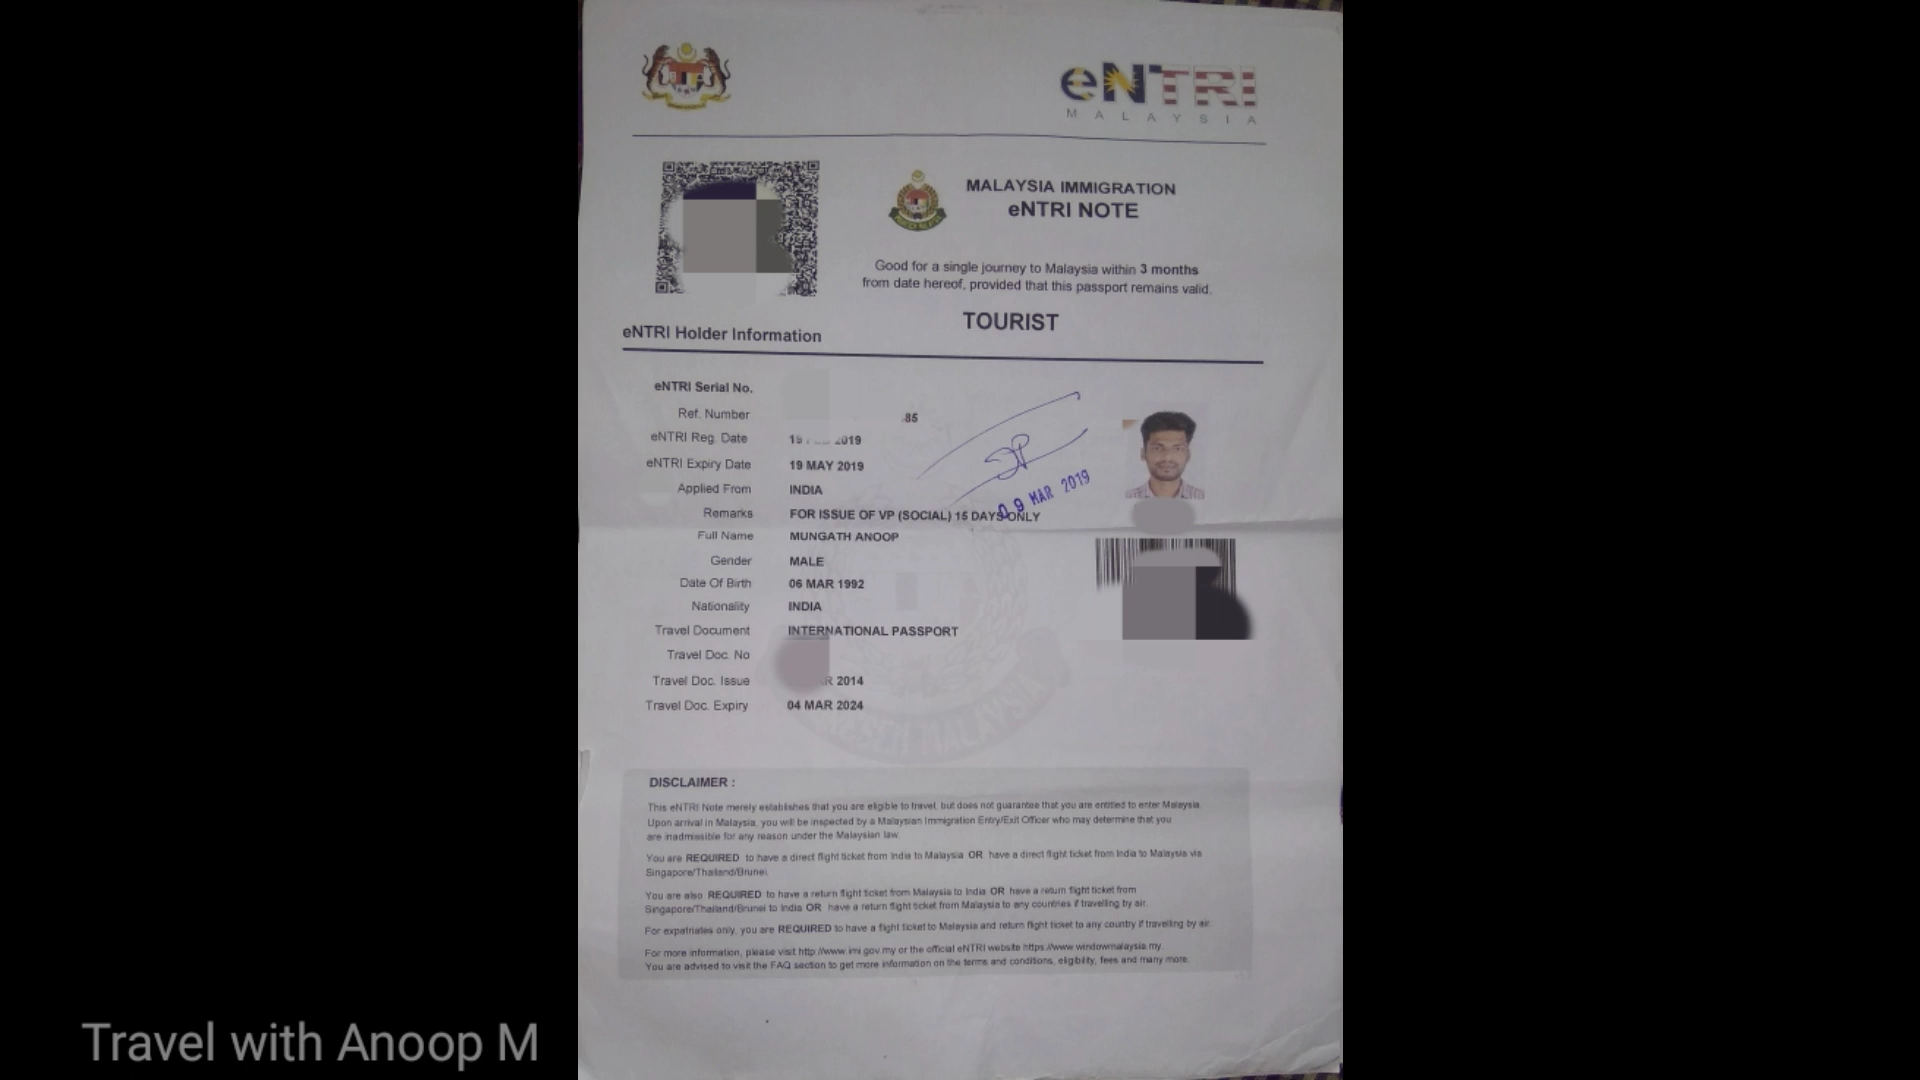 eNTRI
MALAYSIA
MALAYSIA IMMIGRATION
eNTRI NOTE
Good for a single journey to Malaysia within 3 months
from date hereof, provided that this passport remains valid.
TOURIST
eNTRI Holder Information
eNTRI Serial No.
Ref. Number 85
eNTRI Reg. Date 19 2019
eNTRI Expiry Date 19 MAY 2019
Applied From INDIA
09 MAR 2019
Remarks FOR ISSUE OF VP (SOCIAL) 15 DAYS ONLY
Full Name MUNGATH ANOOP
Gender MALE
Date Of Birth 06 MAR 1992
Nationality INDIA
Travel Document INTERNATIONAL PASSPORT
Travel Doc. No
Travel Doc. Issue 2014
Travel Doc. Expiry 04 MAR 2024
DISCLAIMER :
This eNTRI Note merely establishes that you are eligible to travel, but does not guarantee that you are entitled to enter Malaysia.
Upon arrival in Malaysia, you will be inspected by a Malaysian Immigration Entry/Exit Officer who may determine that you
are inadmissible for any reason under the Malaysian law.
You are REQUIRED to have a direct flight ticket from India to Malaysia OR have a direct flight ticket from India to Malaysia via
Singapore/Thailand/Brunei.
You are also REQUIRED to have a return flight ticket from Malaysia to India OR have a return flight ticket from
Singapore/Thailand/Brunei to India OR have a return flight ticket from Malaysia to any countries if travelling by air.
For expatriates only, you are REQUIRED to have a flight ticket to Malaysia and return flight ticket to any country if travelling by air.
For more information, please visit http://www.imi.gov.my or the official eNTRI website https://www.windowmalaysia.my.
You are advised to visit the FAQ section to get more information on the terms and conditions, eligibility, fees and many more.
Travel with Anoop M